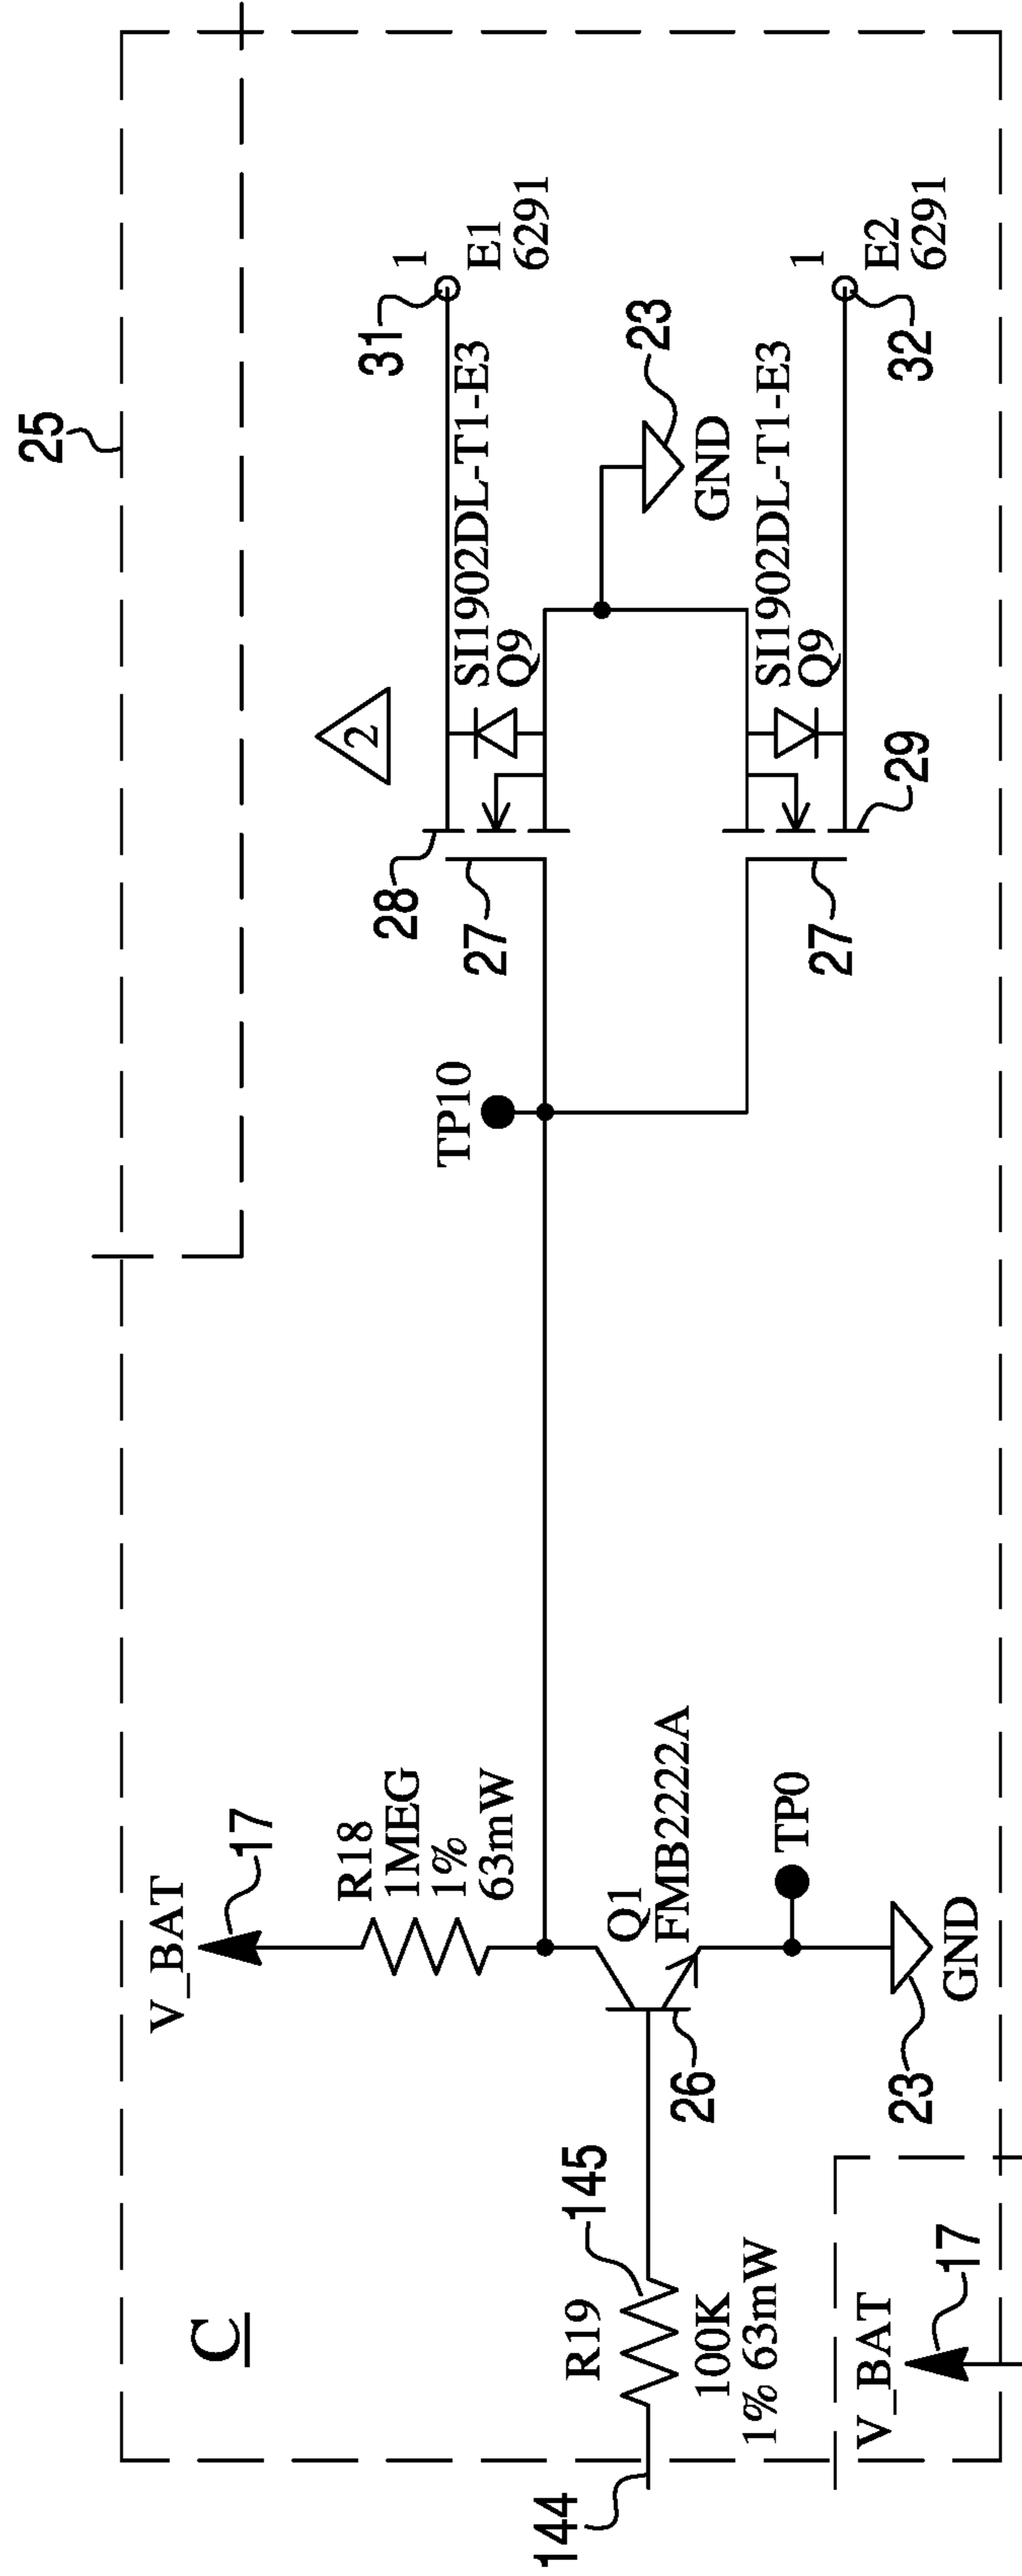 25
C
V_BAT
17
R18
1MEG
1%
63mW
TP10
2
28
27
31
1
E1
6291
SI1902DL-T1-E3
Q9
23
GND
SI1902DL-T1-E3
Q9
1
E2
6291
32
29
27
Q1
FMB2222A
26
TP0
GND
23
144
R19
145
100K
1% 63mW
V_BAT
17